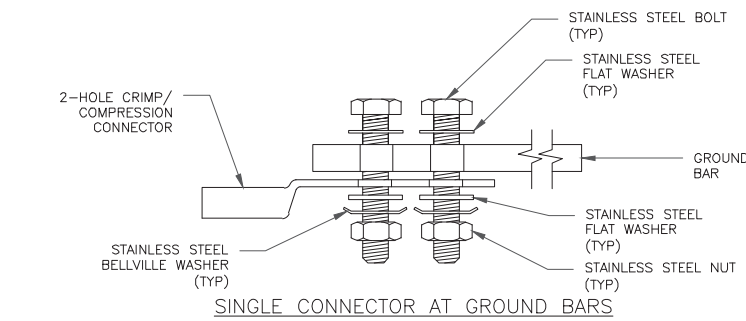 STAINLESS STEEL BOLT
(TYP)
STAINLESS STEEL
FLAT WASHER
(TYP)
2-HOLE CRIMP/
COMPRESSION
CONNECTOR
GROUND
BAR
STAINLESS STEEL
FLAT WASHER
(TYP)
STAINLESS STEEL
BELLVILLE WASHER
(TYP)
STAINLESS STEEL NUT
(TYP)
SINGLE CONNECTOR AT GROUND BARS